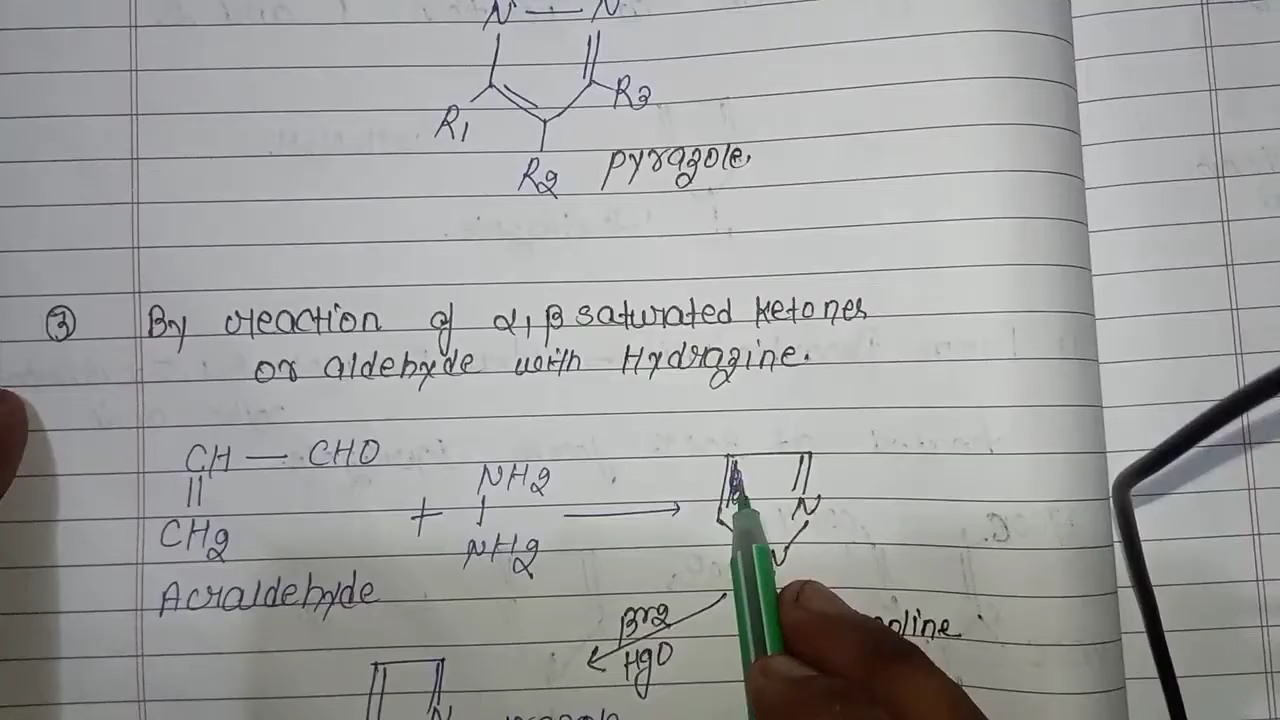 N — N
R1
R3
R2 pyrazole
③ By reaction of α, β saturated ketones
or aldehyde with Hydrazine.
CH — CHO
NH2
||
CH2 + →
N
NH2
N
Acraldehyde
Br2
oline
HgO
N